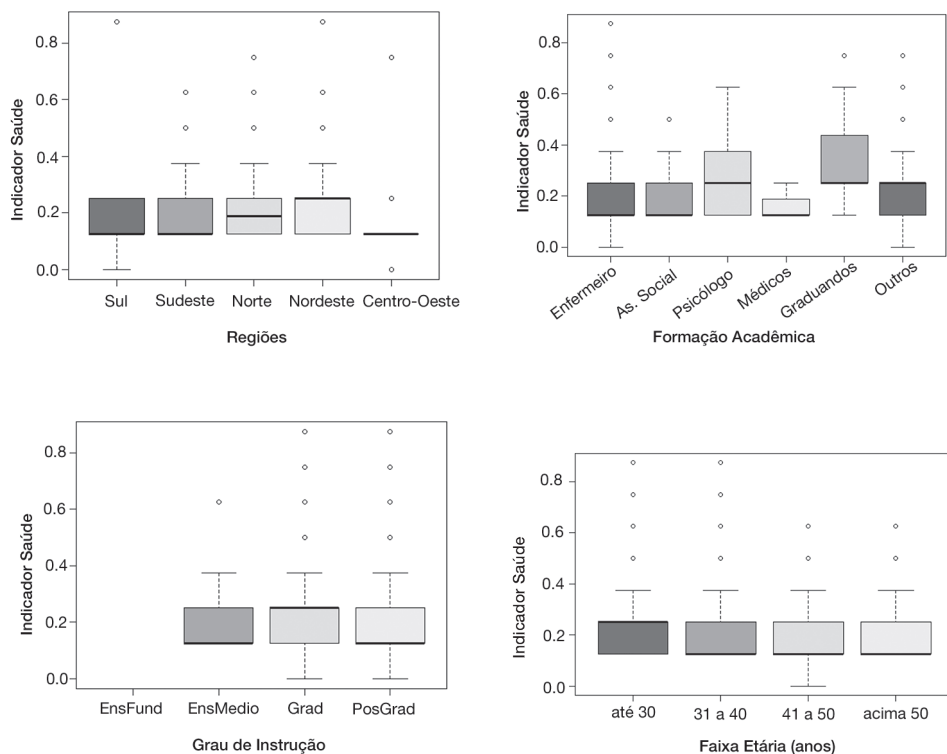 Indicador Saúde
0.8
0.6
0.4
0.2
0.0
Sul Sudeste Norte Nordeste Centro-Oeste
Regiões
Indicador Saúde
0.8
0.6
0.4
0.2
0.0
Enfermeiro As. Social Psicólogo Médicos Graduandos Outros
Formação Acadêmica
Indicador Saúde
0.8
0.6
0.4
0.2
0.0
EnsFund EnsMedio Grad PosGrad
Grau de Instrução
Indicador Saúde
0.8
0.6
0.4
0.2
0.0
até 30 31 a 40 41 a 50 acima 50
Faixa Etária (anos)